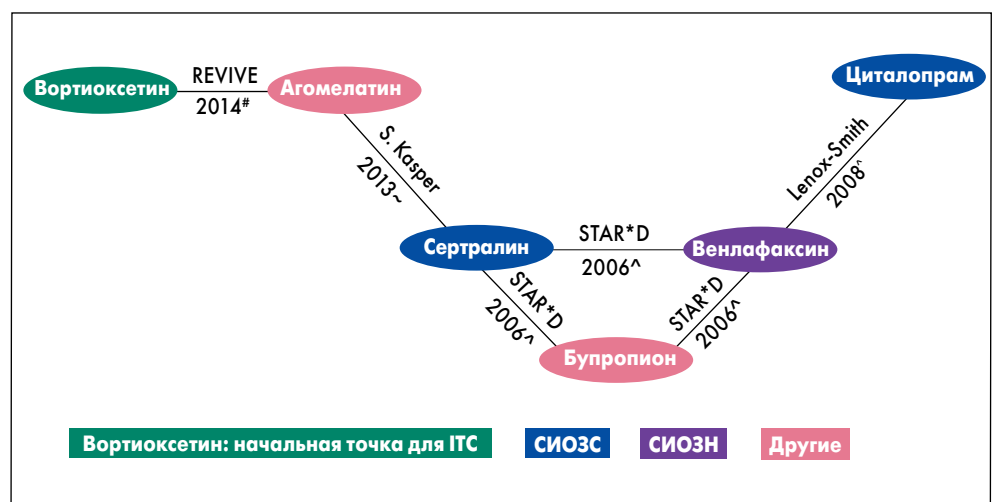 REVIVE
Вортиоксетин
Агомелатин
2014#
Циталопрам
S. Kasper
2013~
Lenox-Smith
2008^
Сертралин
STAR*D
2006^
Венлафаксин
STAR*D
2006^
STAR*D
2006^
Бупропион
Вортиоксетин: начальная точка для ITC
СИОЗС
СИОЗН
Другие